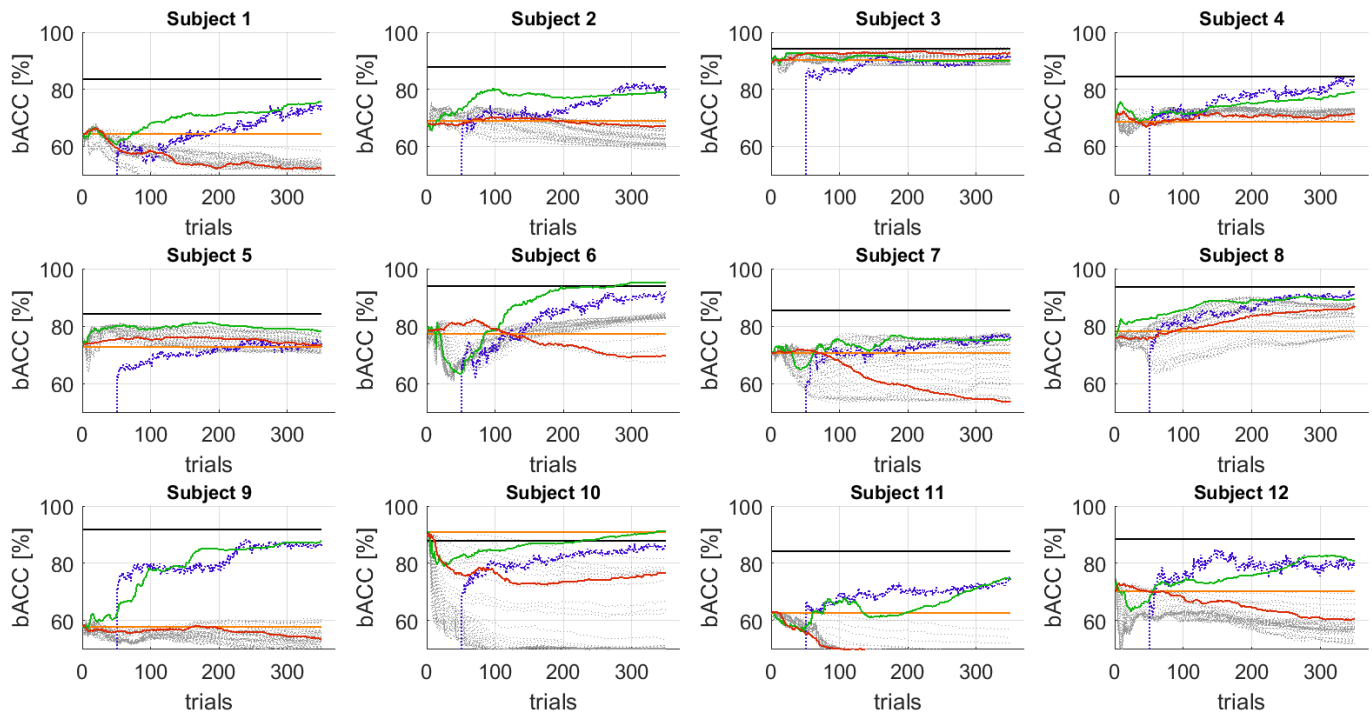 Subject 1 Subject 2 Subject 3 Subject 4
100 100 100 100
80 80 80 80
60 60 60 60
bACC [%] bACC [%] bACC [%] bACC [%]
0 100 200 300 0 100 200 300 0 100 200 300 0 100 200 300
trials trials trials trials
Subject 5 Subject 6 Subject 7 Subject 8
100 100 100 100
80 80 80 80
60 60 60 60
bACC [%] bACC [%] bACC [%] bACC [%]
0 100 200 300 0 100 200 300 0 100 200 300 0 100 200 300
trials trials trials trials
Subject 9 Subject 10 Subject 11 Subject 12
100 100 100 100
80 80 80 80
60 60 60 60
bACC [%] bACC [%] bACC [%] bACC [%]
0 100 200 300 0 100 200 300 0 100 200 300 0 100 200 300
trials trials trials trials